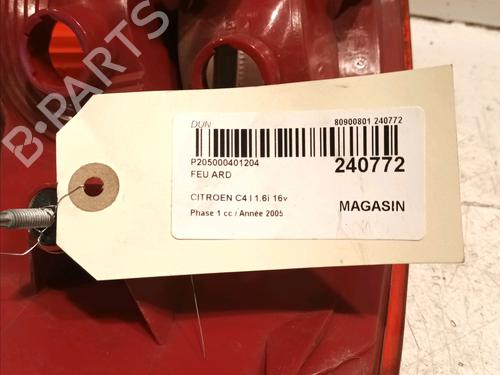 B-PARTS
DUN
80900801 240772
P205000401204
240772
FEU ARD
CITROEN C4 I 1.6i 16v
MAGASIN
Phase 1 cc / Année 2005